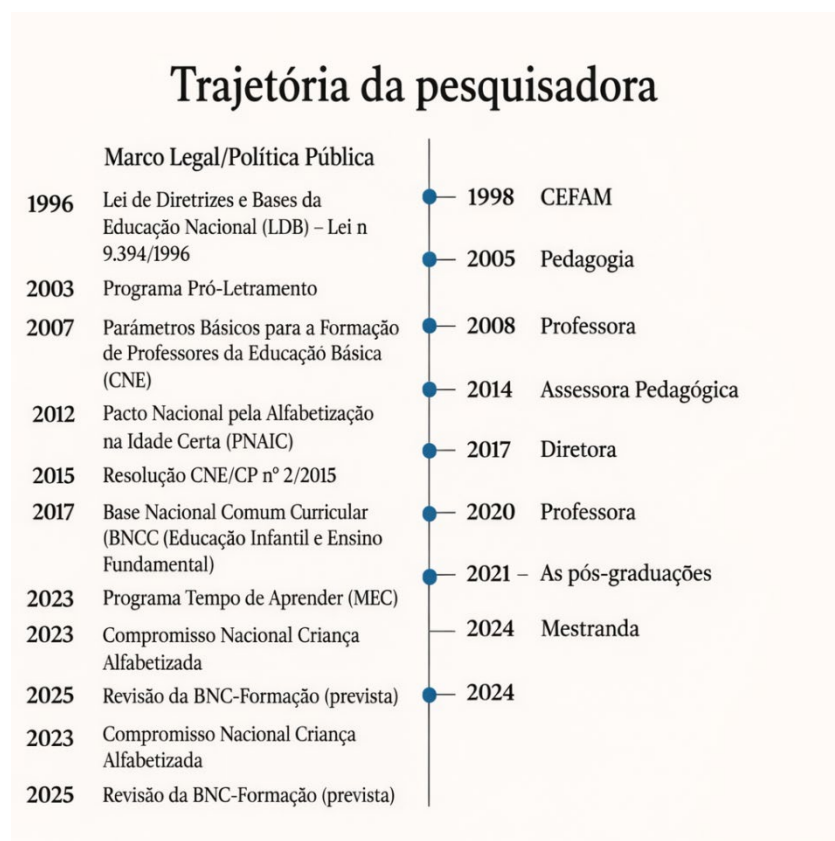 Trajetória da pesquisadora
Marco Legal/Política Pública
1996 Lei de Diretrizes e Bases da
Educação Nacional (LDB) – Lei n
9.394/1996
2003 Programa Pró-Letramento
2007 Parámetros Básicos para a Formação
de Professores da Educaçãó Básica
(CNE)
2012 Pacto Nacional pela Alfabetização
na Idade Certa (PNAIC)
2015 Resolução CNE/CP nº 2/2015
2017 Base Nacional Comum Curricular
(BNCC (Educação Infantil e Ensino
Fundamental)
2023 Programa Tempo de Aprender (MEC)
2023 Compromisso Nacional Criança
Alfabetizada
2025 Revisão da BNC-Formação (prevista)
2023 Compromisso Nacional Criança
Alfabetizada
2025 Revisão da BNC-Formação (prevista)
1998 CEFAM
2005 Pedagogia
2008 Professora
2014 Assessora Pedagógica
2017 Diretora
2020 Professora
2021 – As pós-graduações
2024 Mestranda
2024